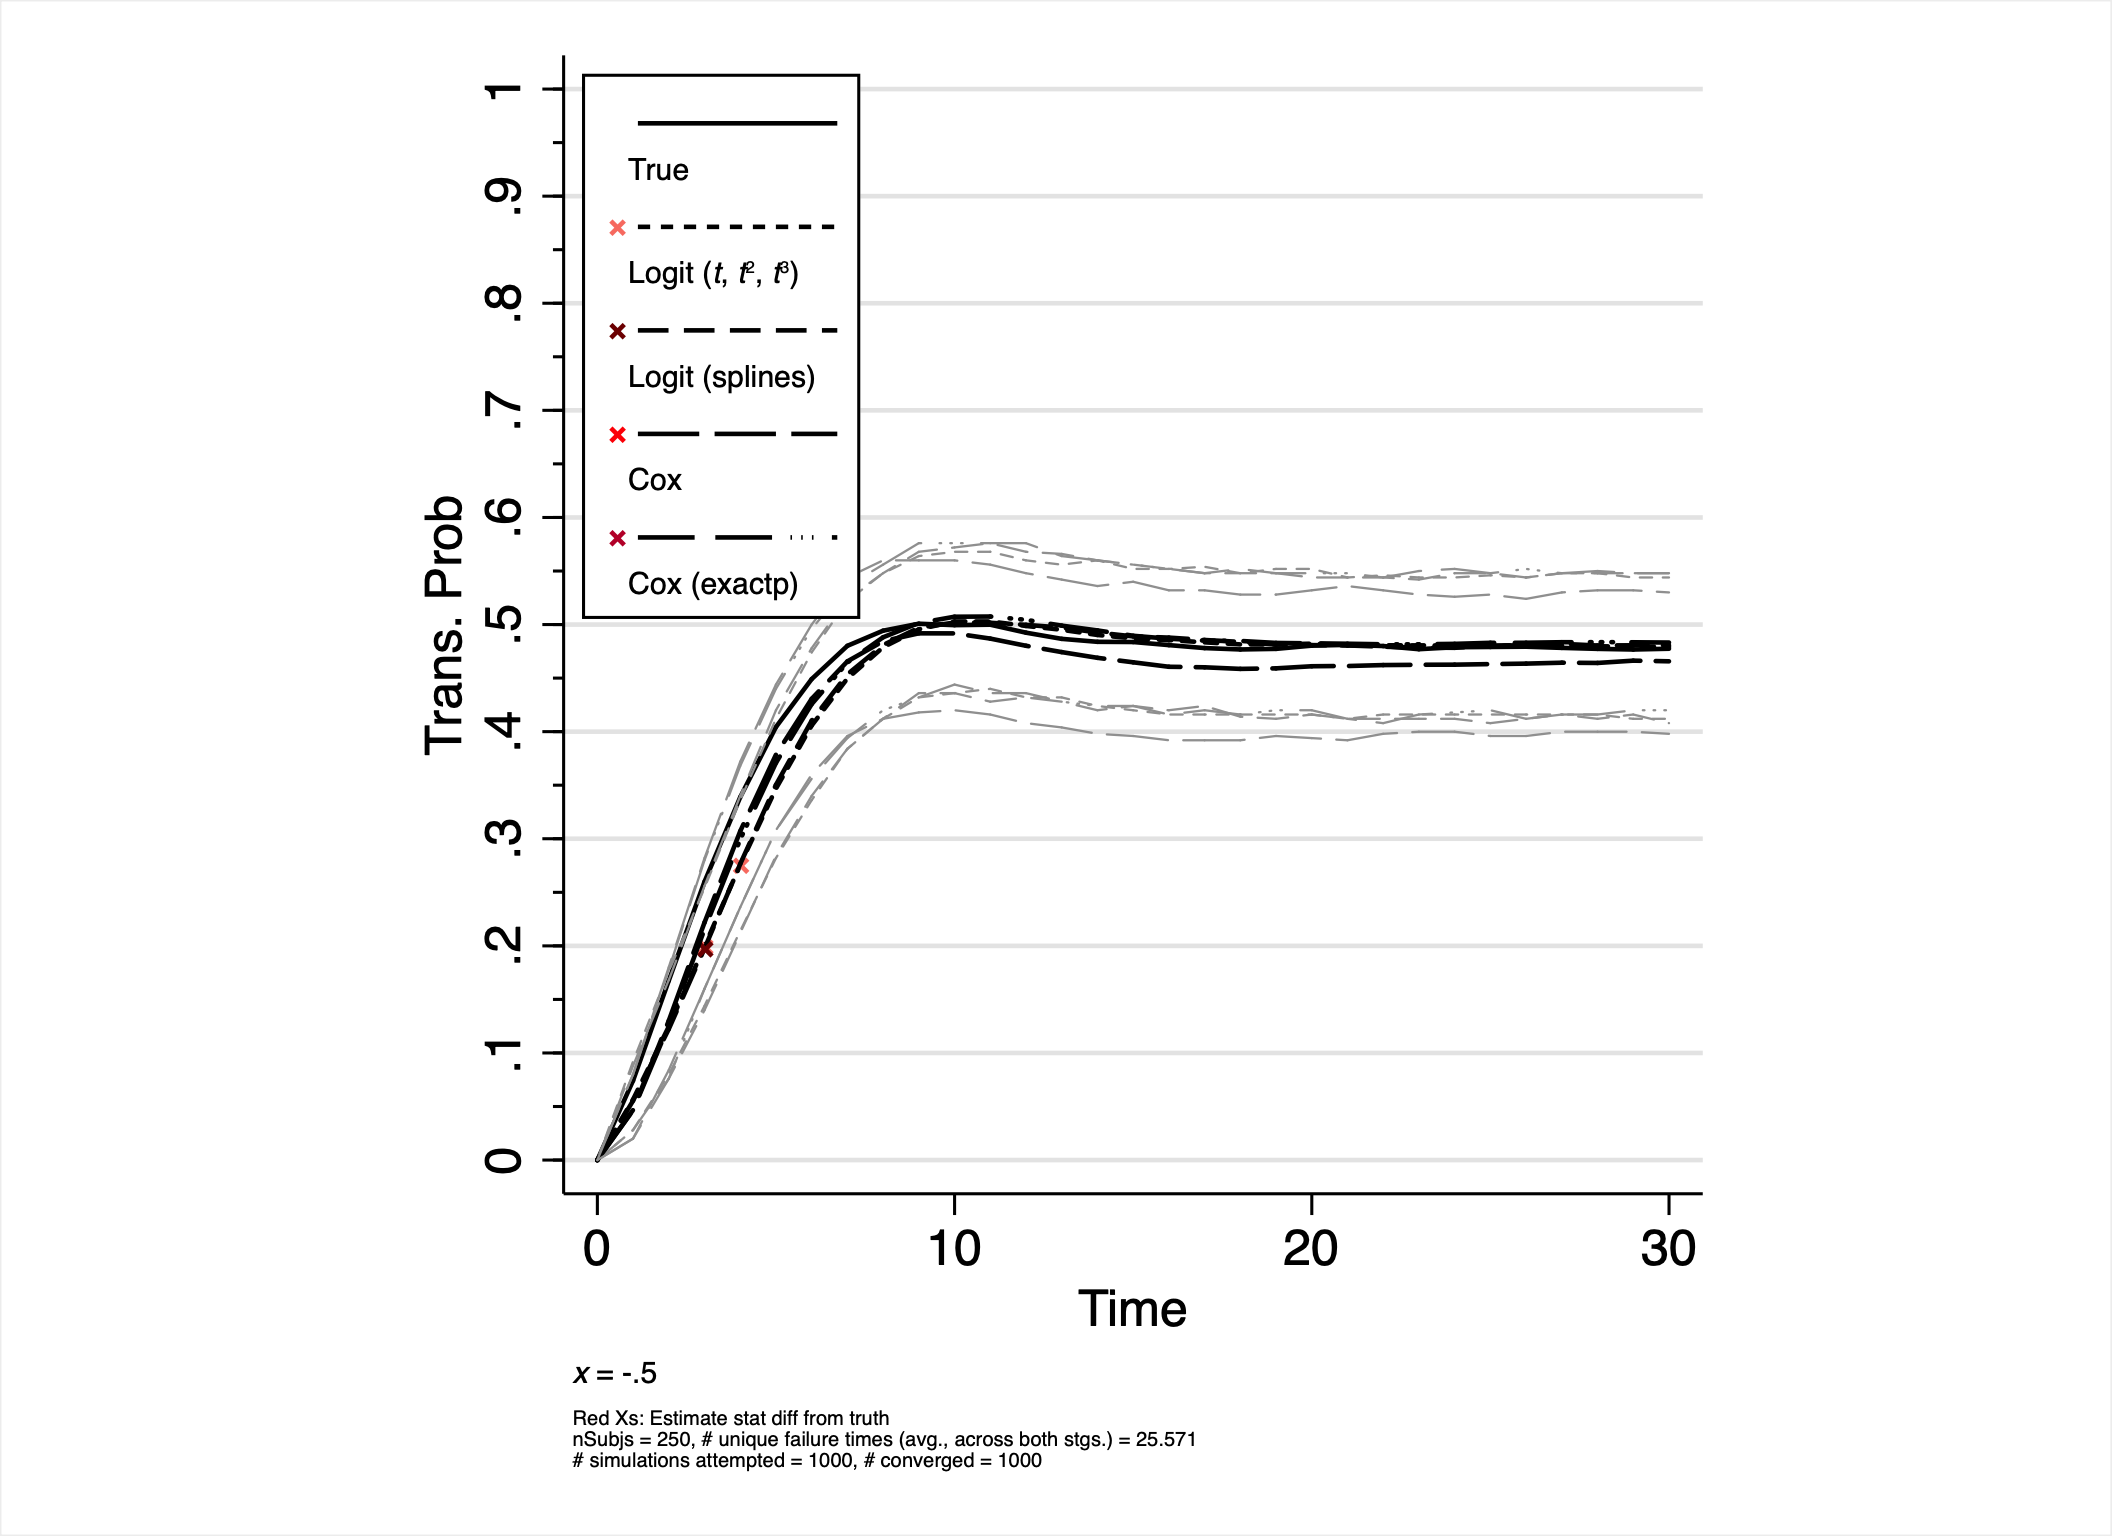 1
.9
.8
.7
.6
.5
.4
.3
.2
.1
0
Trans. Prob
True
Logit (t, t², t³)
Logit (splines)
Cox
Cox (exactp)
0 10 20 30
Time
x = -.5
Red Xs: Estimate stat diff from truth
nSubjs = 250, # unique failure times (avg., across both stgs.) = 25.571
# simulations attempted = 1000, # converged = 1000